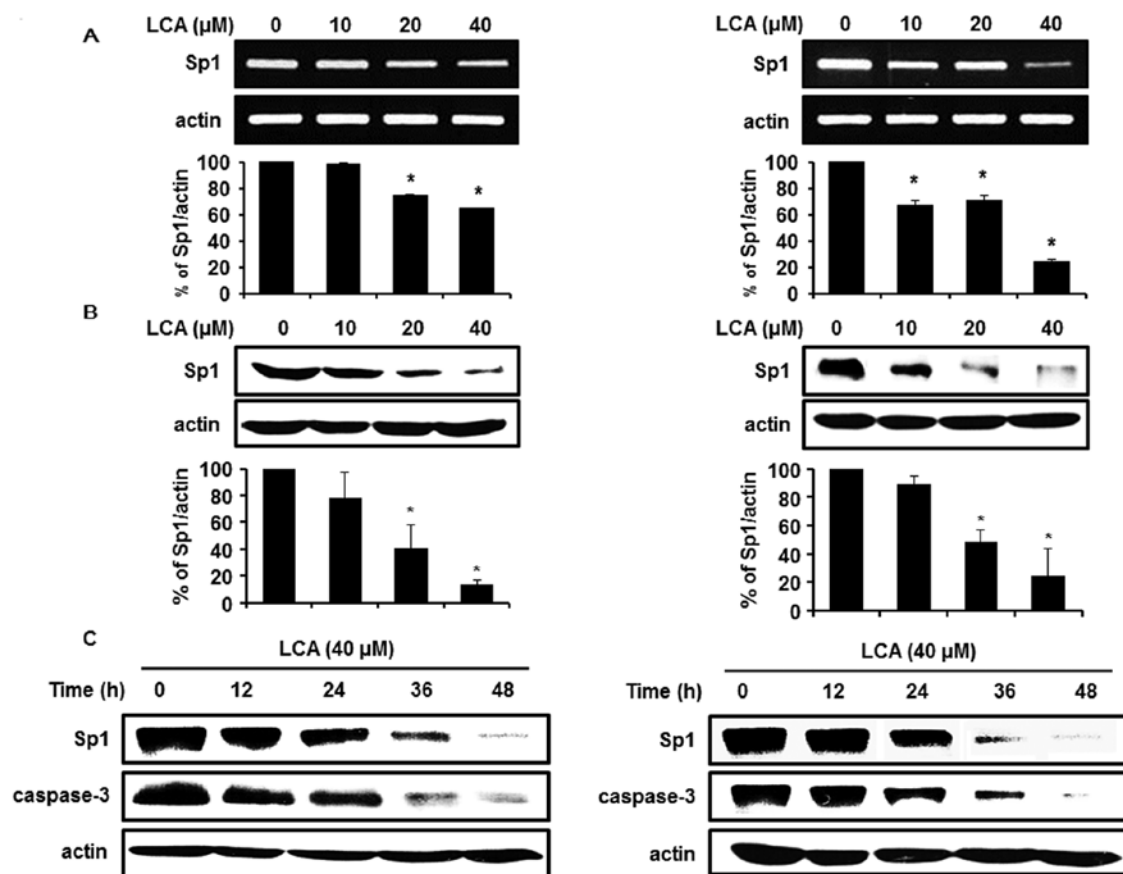 A
LCA (µM) 0 10 20 40
Sp1
actin
% of Sp1/actin
100
80
60
40
20
0
* *
LCA (µM) 0 10 20 40
Sp1
actin
% of Sp1/actin
100
80
60
40
20
0
* * *
B
LCA (µM) 0 10 20 40
Sp1
actin
% of Sp1/actin
100
80
60
40
20
0
* *
LCA (µM) 0 10 20 40
Sp1
actin
% of Sp1/actin
100
80
60
40
20
0
* *
C
LCA (40 µM)
Time (h) 0 12 24 36 48
Sp1
caspase-3
actin
LCA (40 µM)
Time (h) 0 12 24 36 48
Sp1
caspase-3
actin